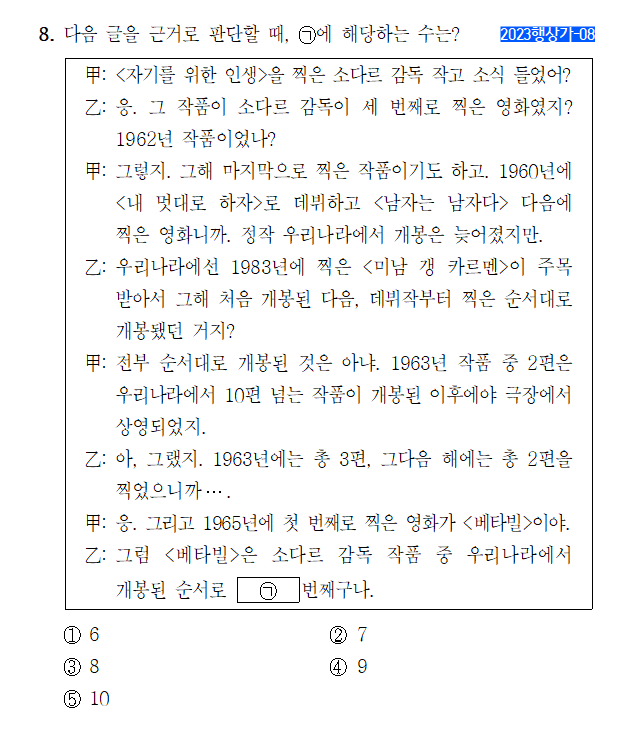 8. 다음 글을 근거로 판단할 때, ㉠에 해당하는 수는? 2023행상가-08
甲: <자기를 위한 인생>을 찍은 소다르 감독 작고 소식 들었어?
乙: 응. 그 작품이 소다르 감독이 세 번째로 찍은 영화였지?
1962년 작품이었나?
甲: 그렇지. 그해 마지막으로 찍은 작품이기도 하고. 1960년에
<내 멋대로 하자>로 데뷔하고 <남자는 남자다> 다음에
찍은 영화니까. 정작 우리나라에서 개봉은 늦어졌지만.
乙: 우리나라에선 1983년에 찍은 <미남 갱 카르멘>이 주목
받아서 그해 처음 개봉된 다음, 데뷔작부터 찍은 순서대로
개봉됐던 거지?
甲: 전부 순서대로 개봉된 것은 아냐. 1963년 작품 중 2편은
우리나라에서 10편 넘는 작품이 개봉된 이후에야 극장에서
상영되었지.
乙: 아, 그랬지. 1963년에는 총 3편, 그다음 해에는 총 2편을
찍었으니까….
甲: 응. 그리고 1965년에 첫 번째로 찍은 영화가 <베타빌>이야.
乙: 그럼 <베타빌>은 소다르 감독 작품 중 우리나라에서
개봉된 순서로 ㉠ 번째구나.
① 6 ② 7
③ 8 ④ 9
⑤ 10